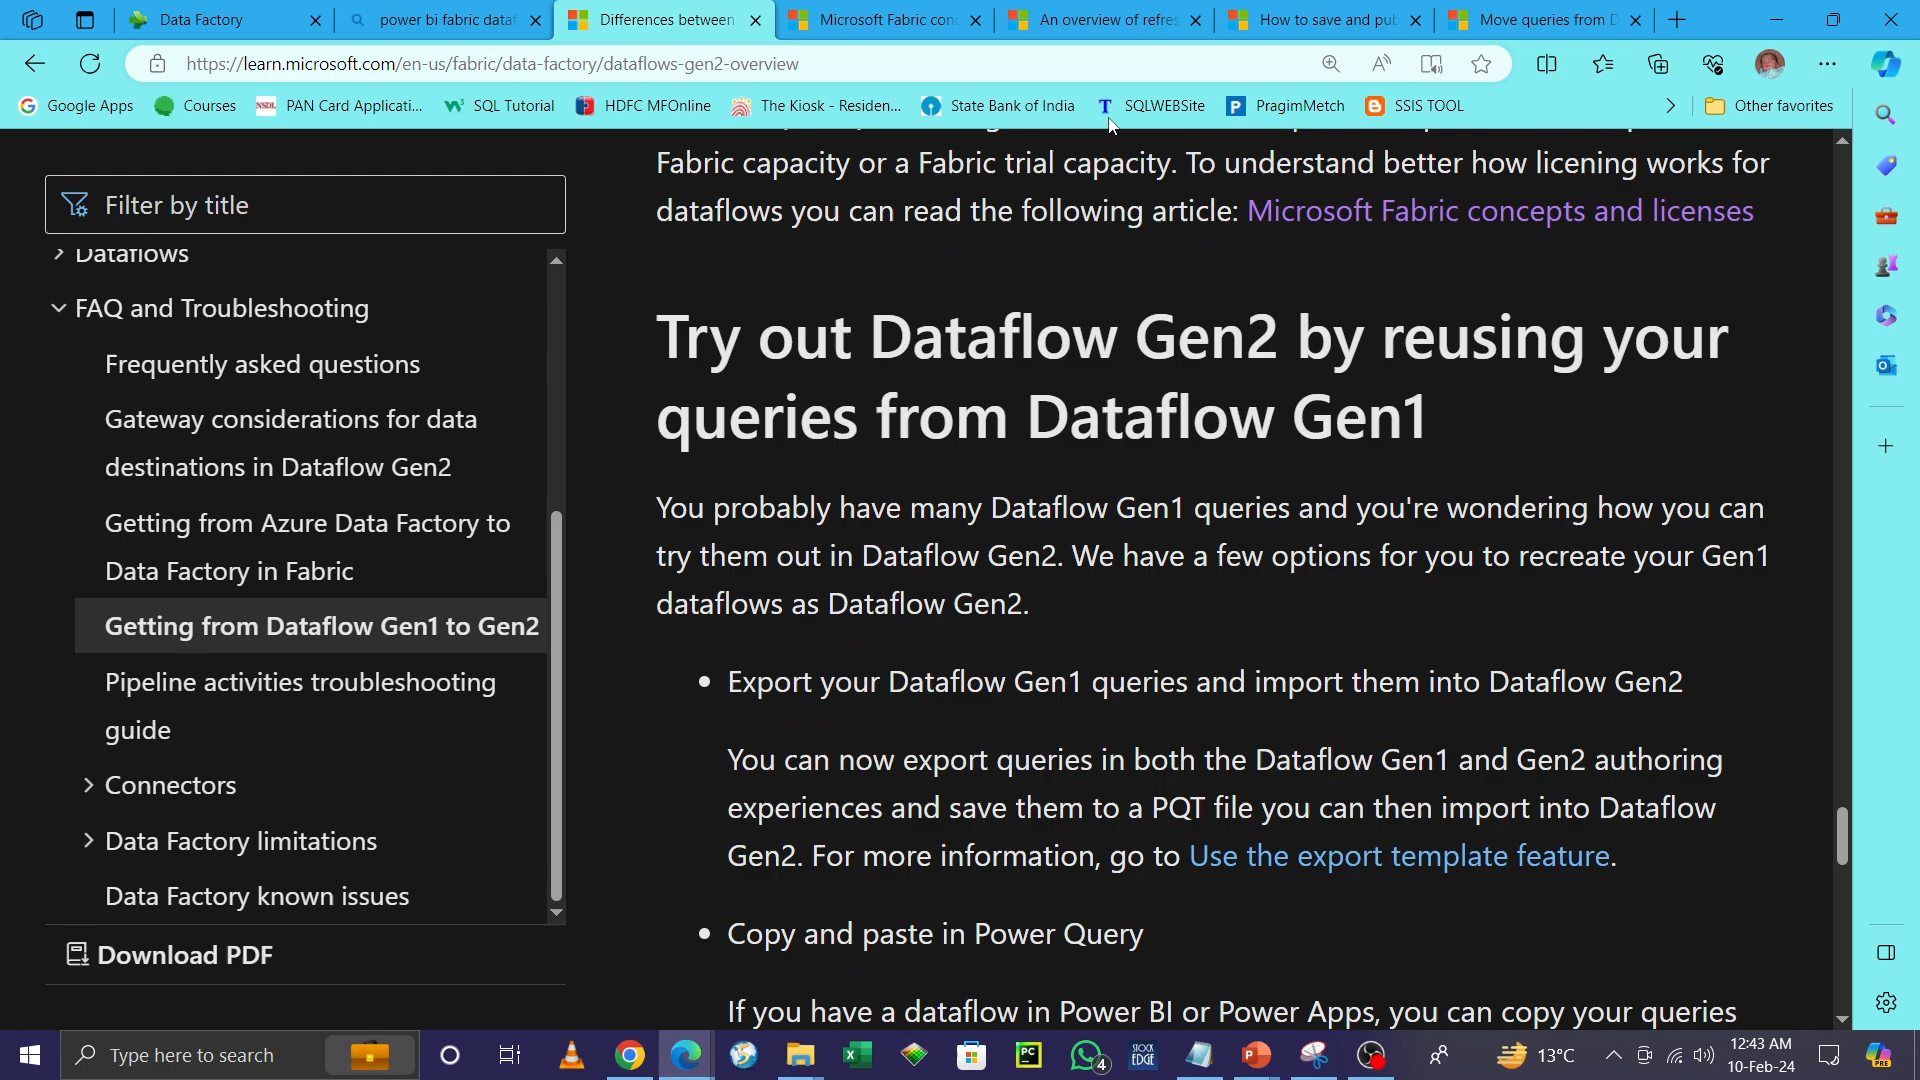 Data Factory
power bi fabric datafl
Differences between
Microsoft Fabric conc
An overview of refres
How to save and pub
Move queries from D
https://learn.microsoft.com/en-us/fabric/data-factory/dataflows-gen2-overview
Google Apps
Courses
NSDL
PAN Card Applicati...
SQL Tutorial
HDFC MFOnline
The Kiosk - Residen...
State Bank of India
SQLWEBSite
PragimMetch
SSIS TOOL
Other favorites
Filter by title
Dataflows
FAQ and Troubleshooting
Frequently asked questions
Gateway considerations for data
destinations in Dataflow Gen2
Getting from Azure Data Factory to
Data Factory in Fabric
Getting from Dataflow Gen1 to Gen2
Pipeline activities troubleshooting
guide
Connectors
Data Factory limitations
Data Factory known issues
Download PDF
Fabric capacity or a Fabric trial capacity. To understand better how licening works for
dataflows you can read the following article: Microsoft Fabric concepts and licenses
Try out Dataflow Gen2 by reusing your
queries from Dataflow Gen1
You probably have many Dataflow Gen1 queries and you're wondering how you can
try them out in Dataflow Gen2. We have a few options for you to recreate your Gen1
dataflows as Dataflow Gen2.
• Export your Dataflow Gen1 queries and import them into Dataflow Gen2
You can now export queries in both the Dataflow Gen1 and Gen2 authoring
experiences and save them to a PQT file you can then import into Dataflow
Gen2. For more information, go to Use the export template feature.
• Copy and paste in Power Query
If you have a dataflow in Power BI or Power Apps, you can copy your queries
Type here to search
PC
4
STOCK
EDGE
13°C
12:43 AM
10-Feb-24
PRE